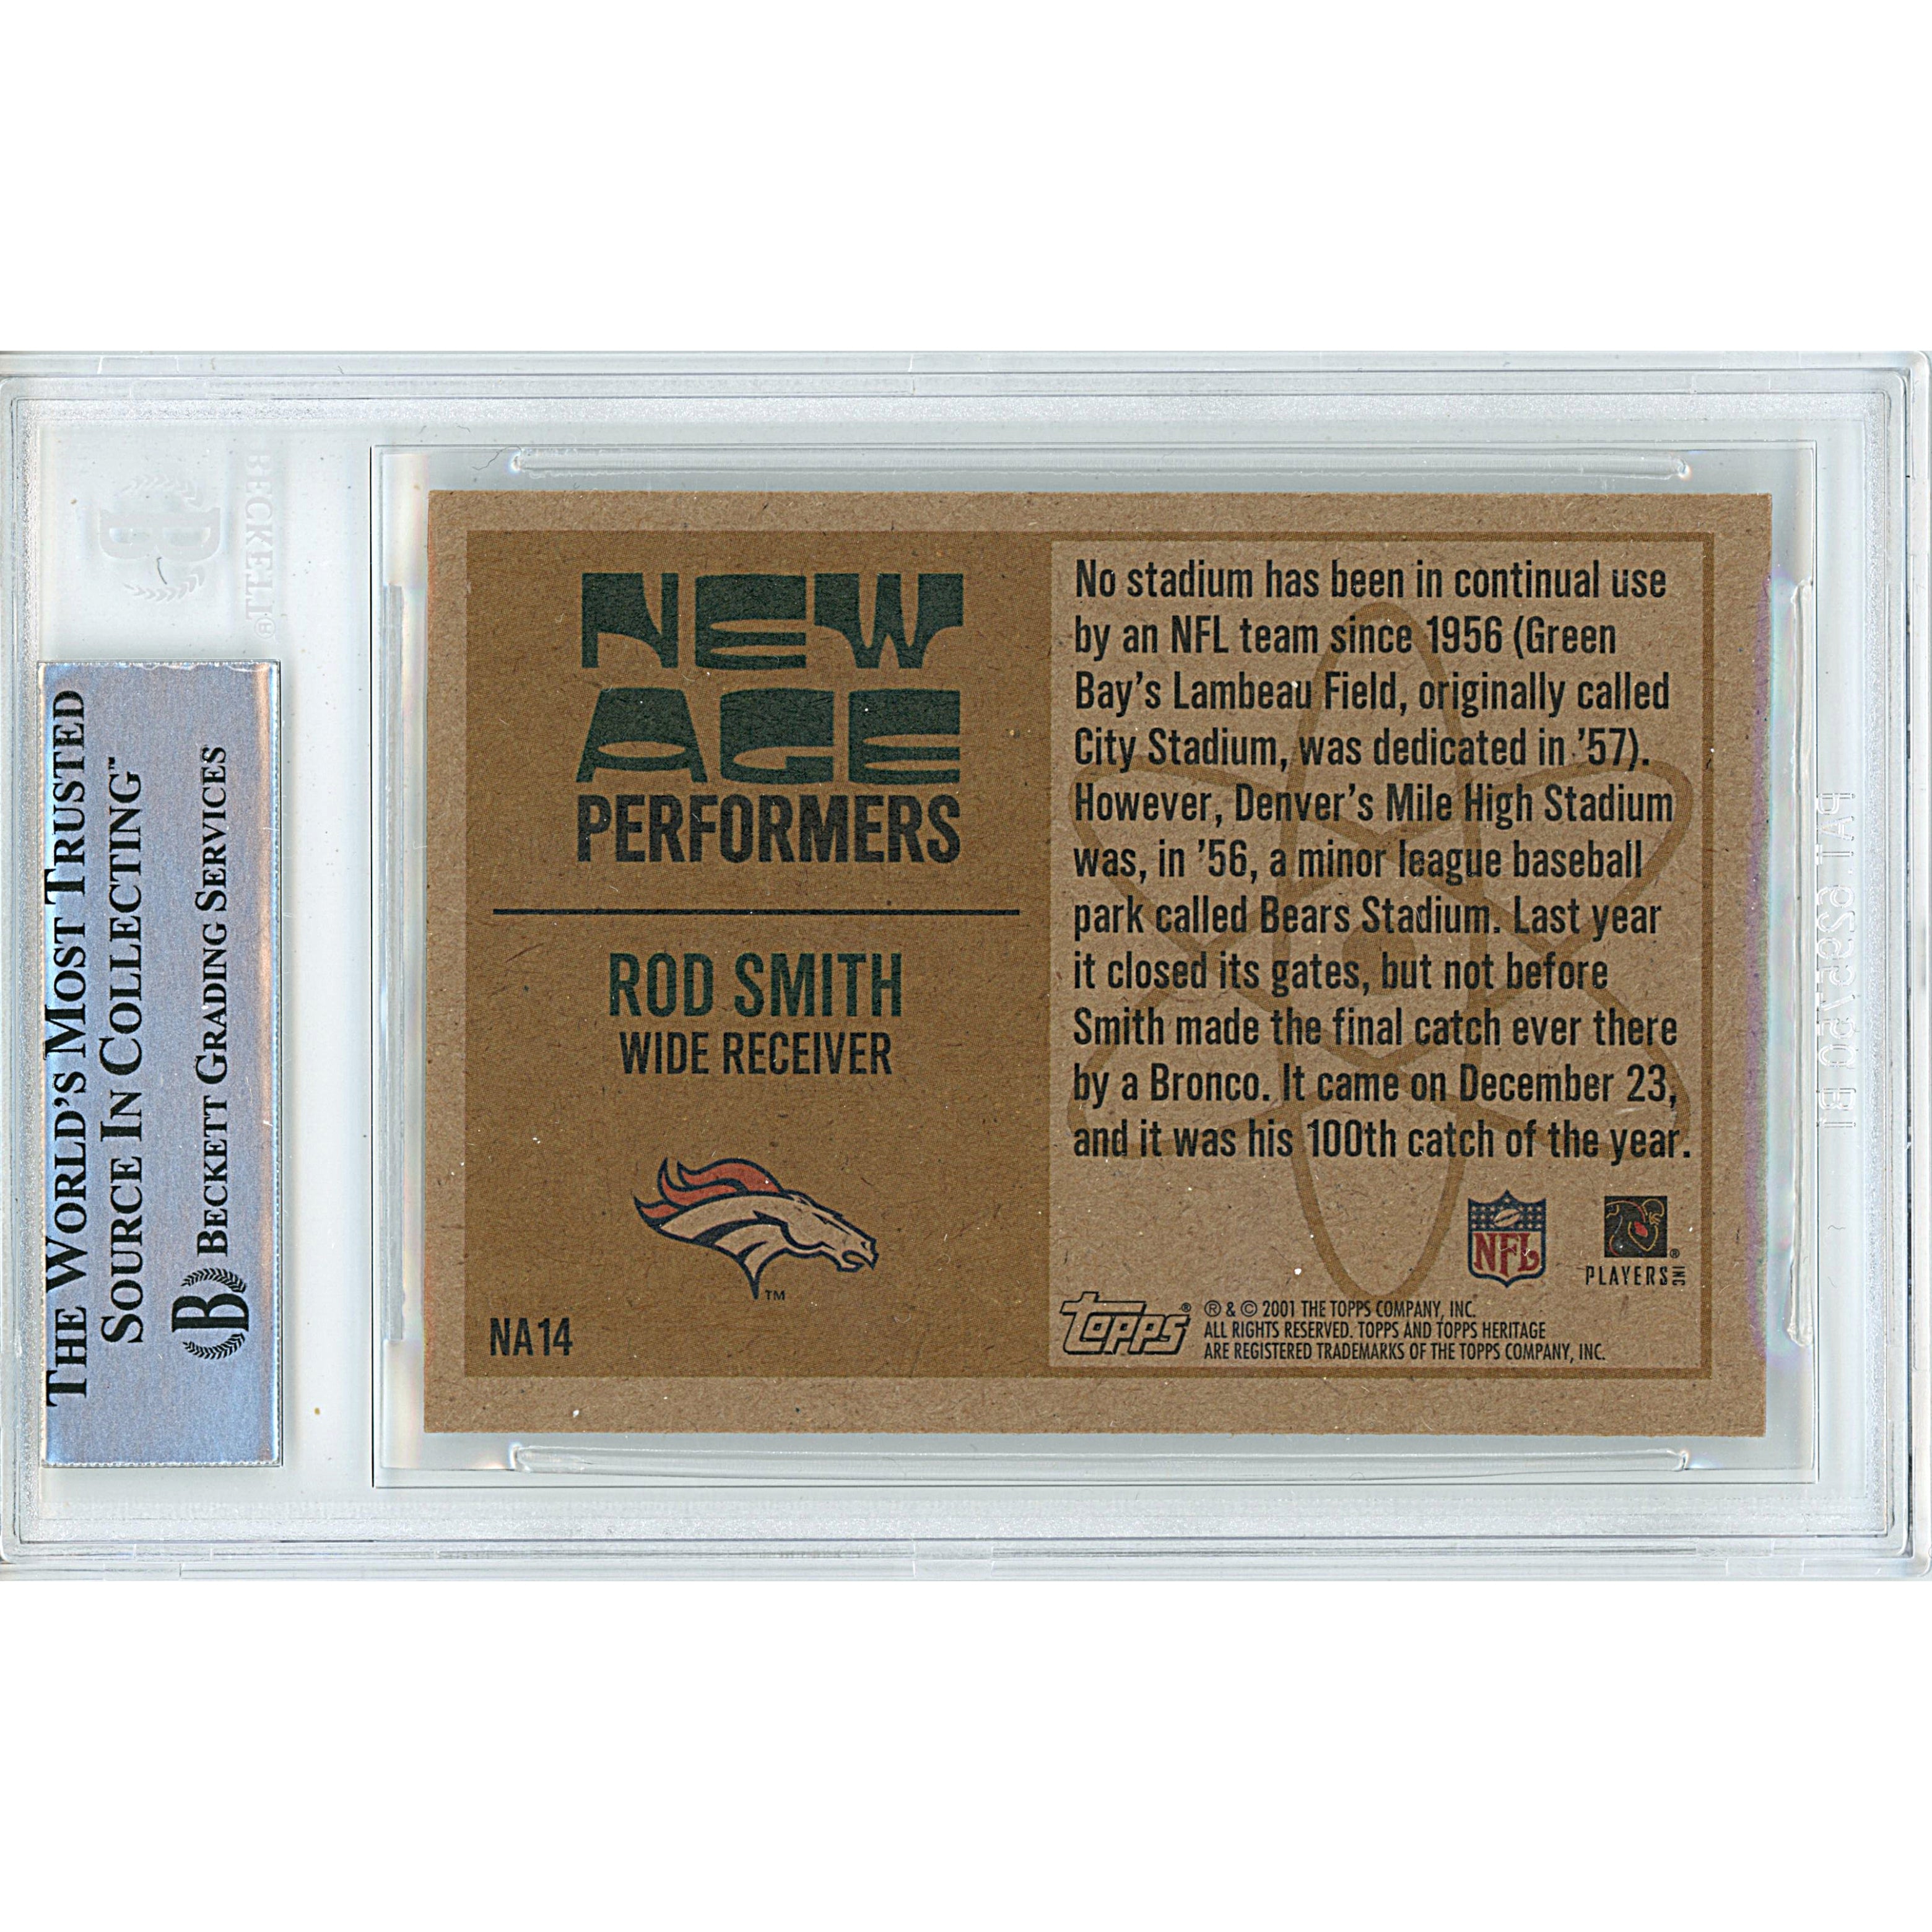 THE WORLD'S MOST TRUSTED
SOURCE IN COLLECTING™
B BECKETT GRADING SERVICES
BECKETT®
NEW
AGE
PERFORMERS
ROD SMITH
WIDE RECEIVER
TM
NA14
No stadium has been in continual use
by an NFL team since 1956 (Green
Bay's Lambeau Field, originally called
City Stadium, was dedicated in '57).
However, Denver's Mile High Stadium
was, in '56, a minor league baseball
park called Bears Stadium. Last year
it closed its gates, but not before
Smith made the final catch ever there
by a Bronco. It came on December 23,
and it was his 100th catch of the year.
NFL
PLAYERS INC ®
topps ®
® & © 2001 THE TOPPS COMPANY, INC.
ALL RIGHTS RESERVED. TOPPS AND TOPPS HERITAGE
ARE REGISTERED TRADEMARKS OF THE TOPPS COMPANY, INC.